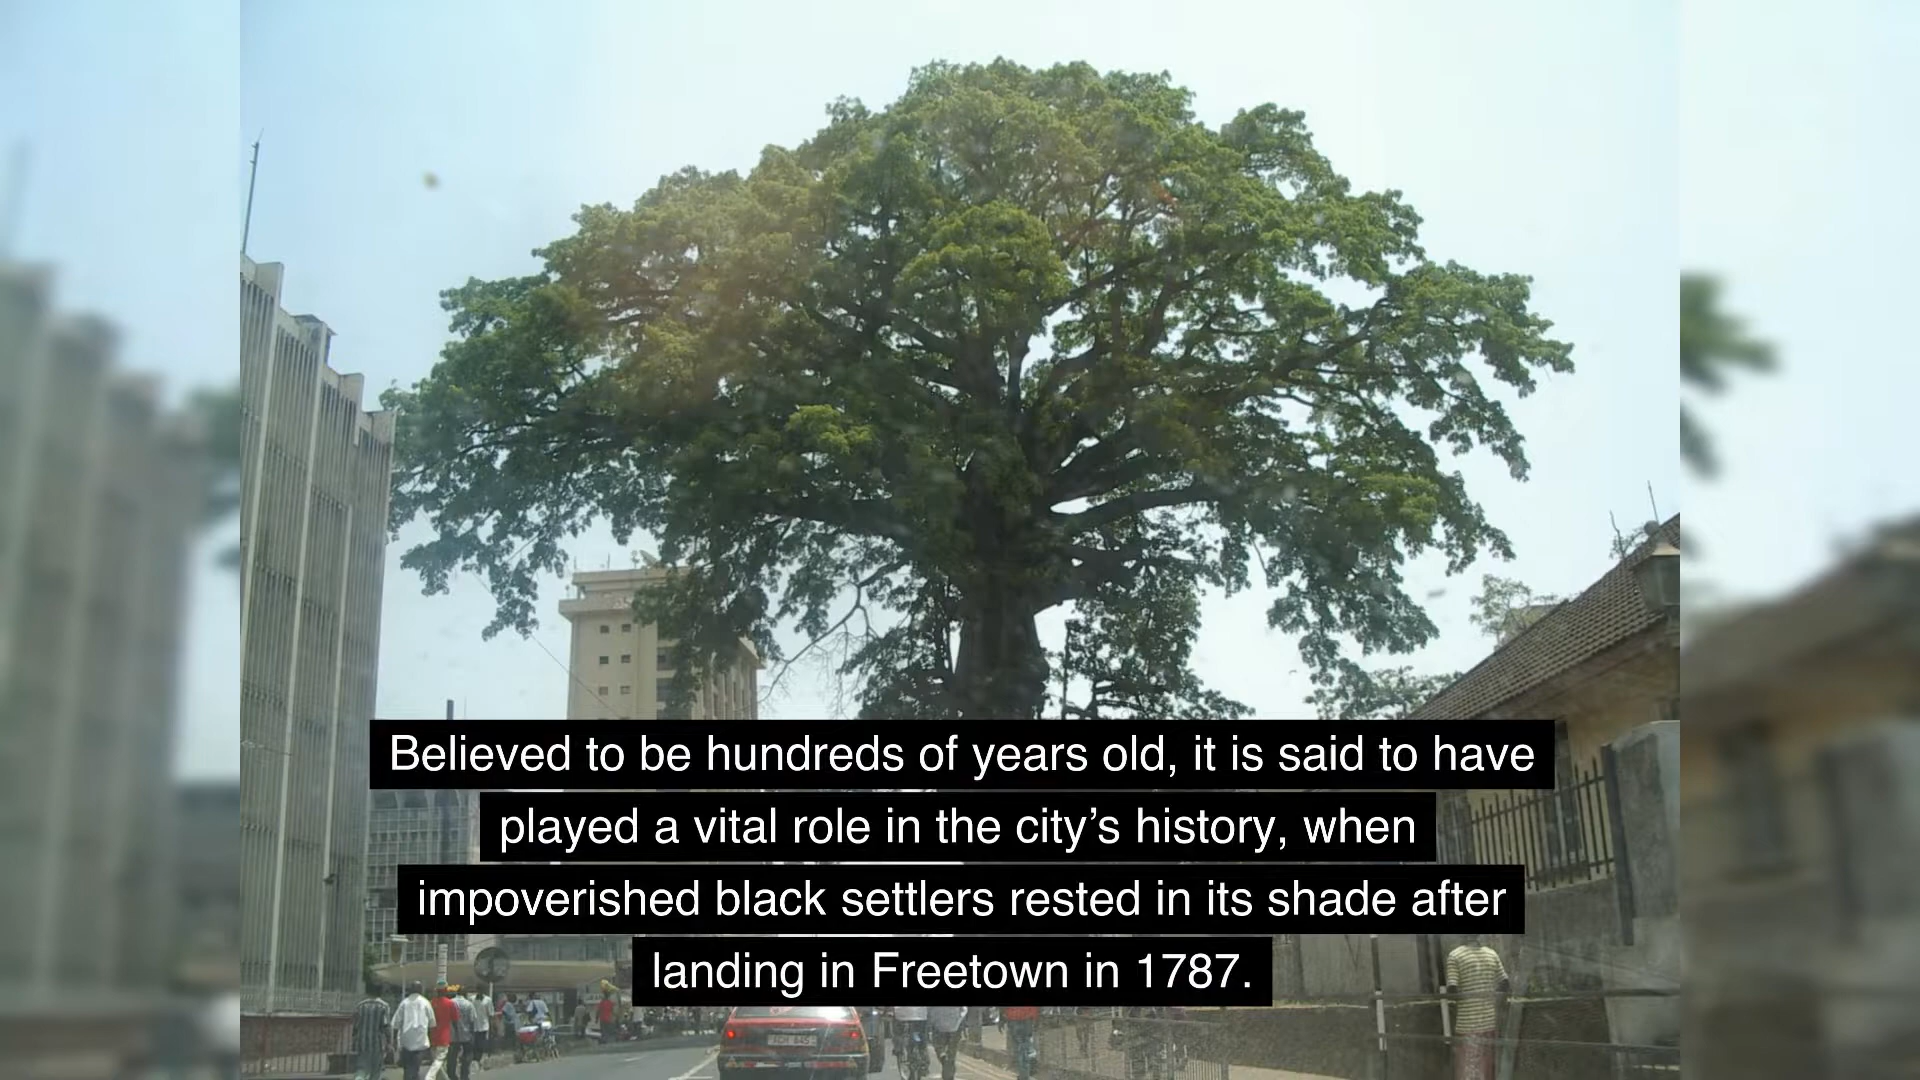 Believed to be hundreds of years old, it is said to have
played a vital role in the city’s history, when
impoverished black settlers rested in its shade after
landing in Freetown in 1787.